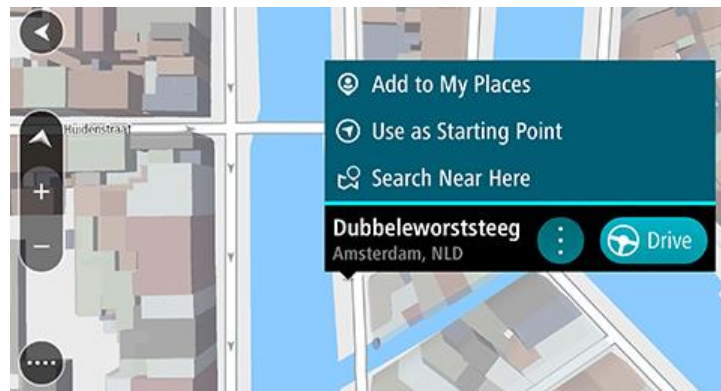 Huidenstraat
Add to My Places
Use as Starting Point
Search Near Here
Dubbeleworststeeg
Amsterdam, NLD
Drive